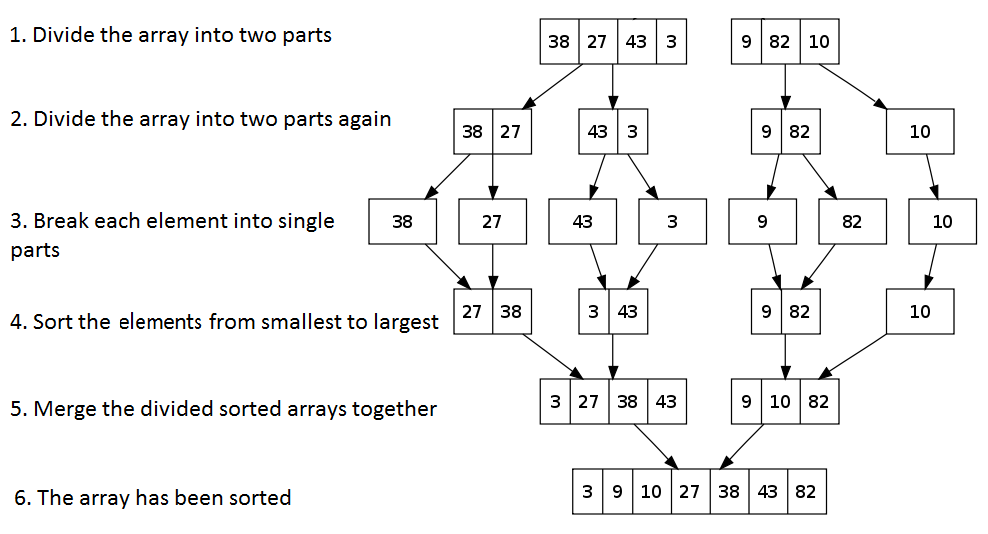 1. Divide the array into two parts
38 27 43 3
9 82 10
2. Divide the array into two parts again
38 27
43 3
9 82
10
3. Break each element into single
parts
38
27
43
3
9
82
10
4. Sort the elements from smallest to largest
27 38
3 43
9 82
10
5. Merge the divided sorted arrays together
3 27 38 43
9 10 82
6. The array has been sorted
3 9 10 27 38 43 82